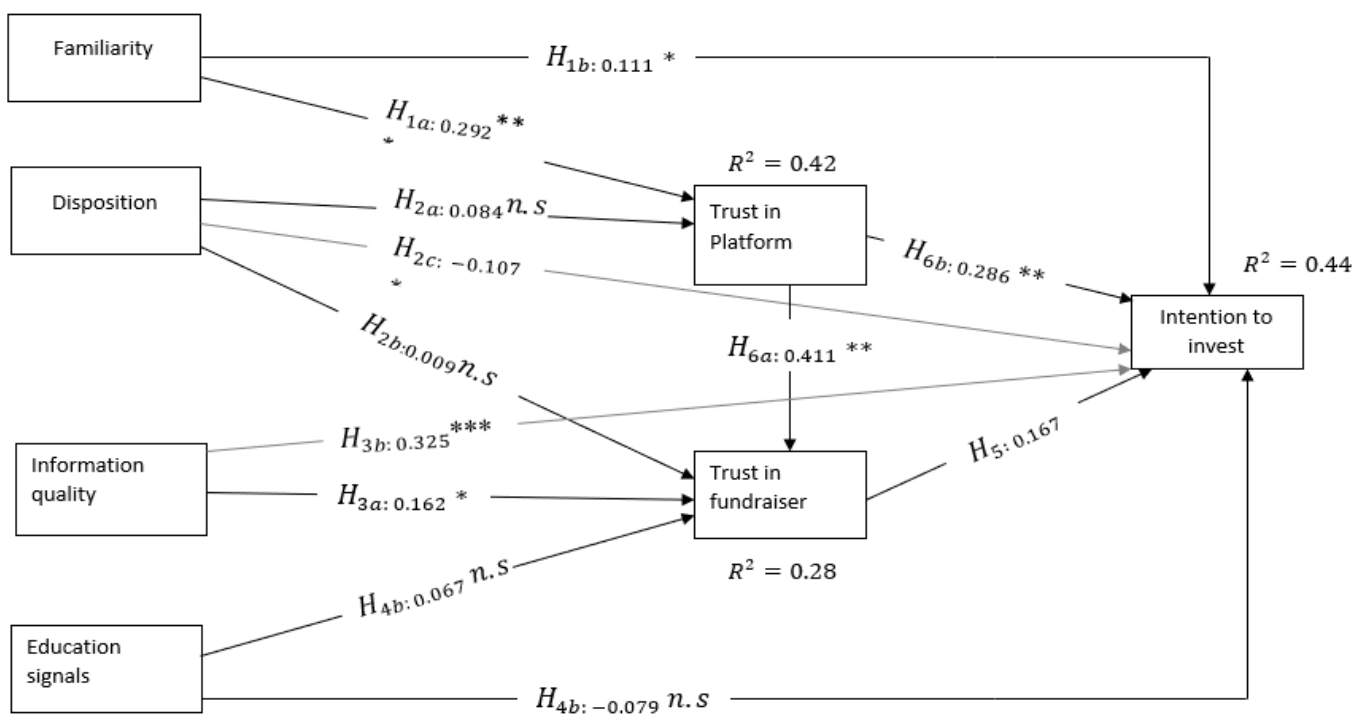 Familiarity
H1b: 0.111 *
H1a: 0.292 **
*
R² = 0.42
Disposition
H2a: 0.084 n.s
Trust in
Platform
H2c: −0.107
*
H6b: 0.286 **
R² = 0.44
Intention to
invest
H2b:0.009 n.s
H6a: 0.411 **
H3b: 0.325 ***
H5: 0.167
Information
quality
H3a: 0.162 *
Trust in
fundraiser
R² = 0.28
H4b: 0.067 n.s
Education
signals
H4b: −0.079 n.s